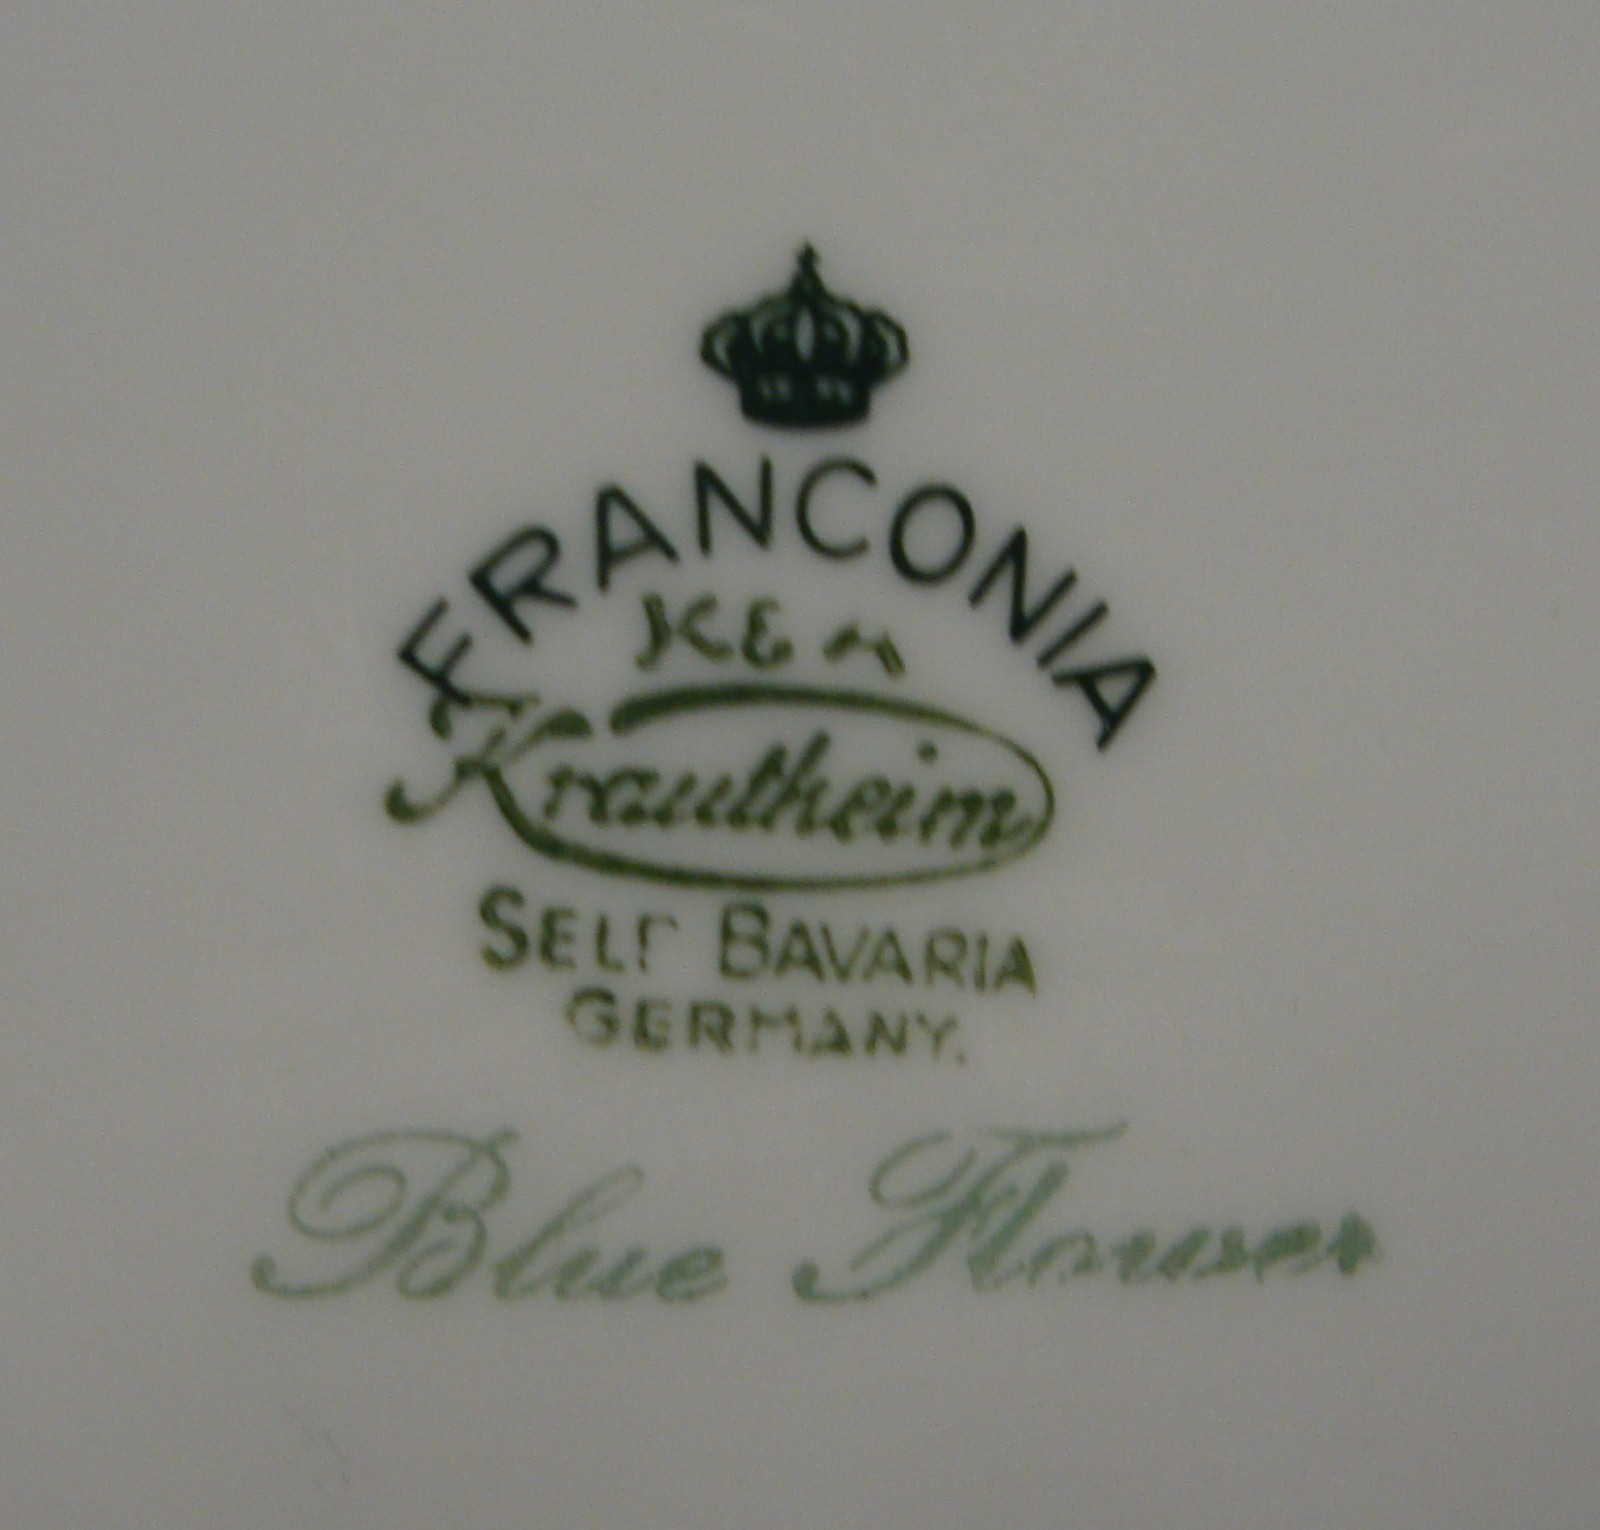 FRANCONIA
K & A
Krautheim
SELB BAVARIA
GERMANY.
Blue Flower